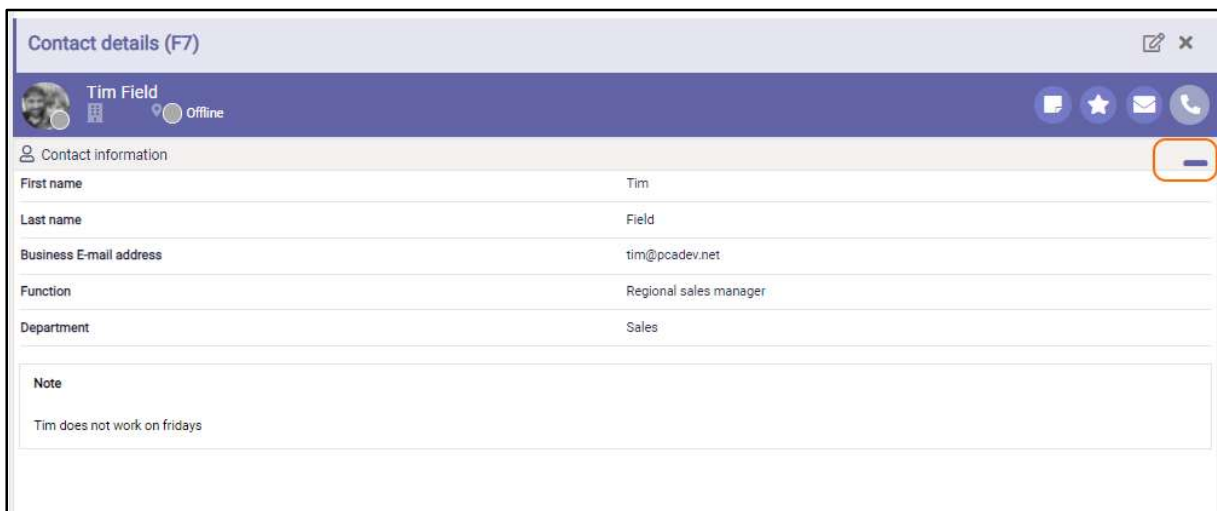 Contact details (F7)
Tim Field
Offline
Contact information
First name Tim
Last name Field
Business E-mail address tim@pcadev.net
Function Regional sales manager
Department Sales
Note
Tim does not work on fridays